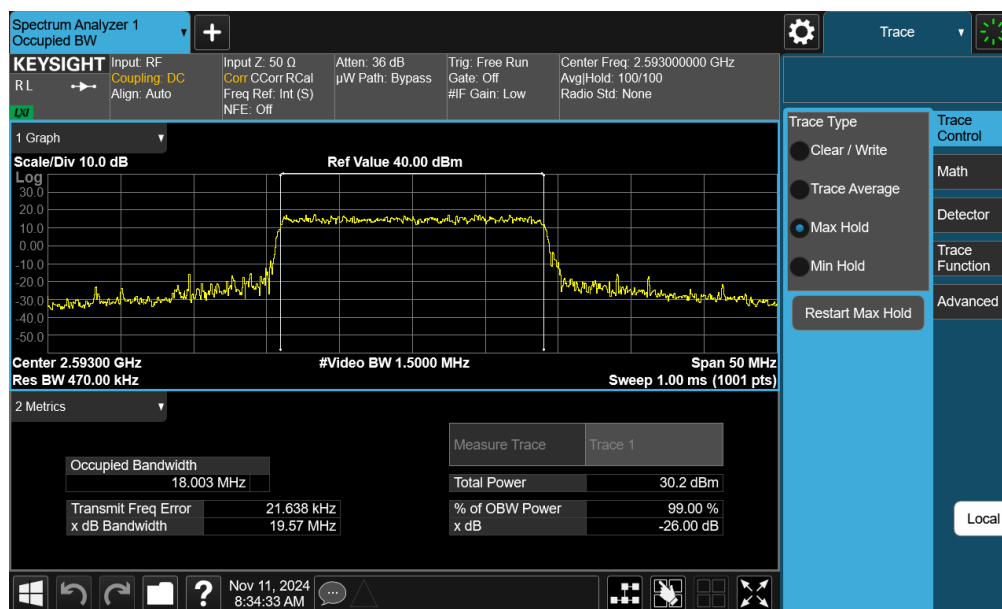 Spectrum Analyzer 1
Occupied BW
Trace
KEYSIGHT
R L
LXI
Input: RF
Coupling: DC
Align: Auto
Input Z: 50 Ω
Corr CCorr RCal
Freq Ref: Int (S)
NFE: Off
Atten: 36 dB
µW Path: Bypass
Trig: Free Run
Gate: Off
#IF Gain: Low
Center Freq: 2.593000000 GHz
Avg|Hold: 100/100
Radio Std: None
1 Graph
Scale/Div 10.0 dB
Ref Value 40.00 dBm
Log
30.0
20.0
10.0
0.00
-10.0
-20.0
-30.0
-40.0
-50.0
Center 2.59300 GHz
#Video BW 1.5000 MHz
Span 50 MHz
Res BW 470.00 kHz
Sweep 1.00 ms (1001 pts)
2 Metrics
Measure Trace
Trace 1
Occupied Bandwidth
18.003 MHz
Total Power
30.2 dBm
Transmit Freq Error
21.638 kHz
% of OBW Power
99.00 %
x dB Bandwidth
19.57 MHz
x dB
-26.00 dB
Trace Type
Clear / Write
Trace Average
Max Hold
Min Hold
Restart Max Hold
Trace
Control
Math
Detector
Trace
Function
Advanced
Local
?
Nov 11, 2024
8:34:33 AM